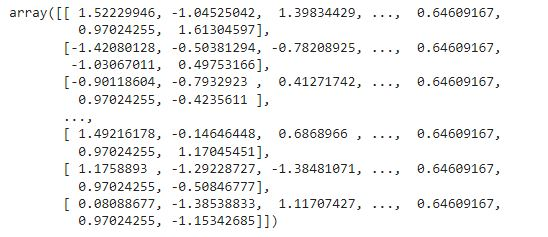 array([[ 1.52229946, -1.04525042,  1.39834429, ...,  0.64609167,
         0.97024255,  1.61304597],
       [-1.42080128, -0.50381294, -0.78208925, ...,  0.64609167,
        -1.03067011,  0.49753166],
       [-0.90118604, -0.7932923 ,  0.41271742, ...,  0.64609167,
         0.97024255, -0.4235611 ],
       ...,
       [ 1.49216178, -0.14646448,  0.6868966 , ...,  0.64609167,
         0.97024255,  1.17045451],
       [ 1.1758893 , -1.29228727, -1.38481071, ...,  0.64609167,
         0.97024255, -0.50846777],
       [ 0.08088677, -1.38538833,  1.11707427, ...,  0.64609167,
         0.97024255, -1.15342685]])